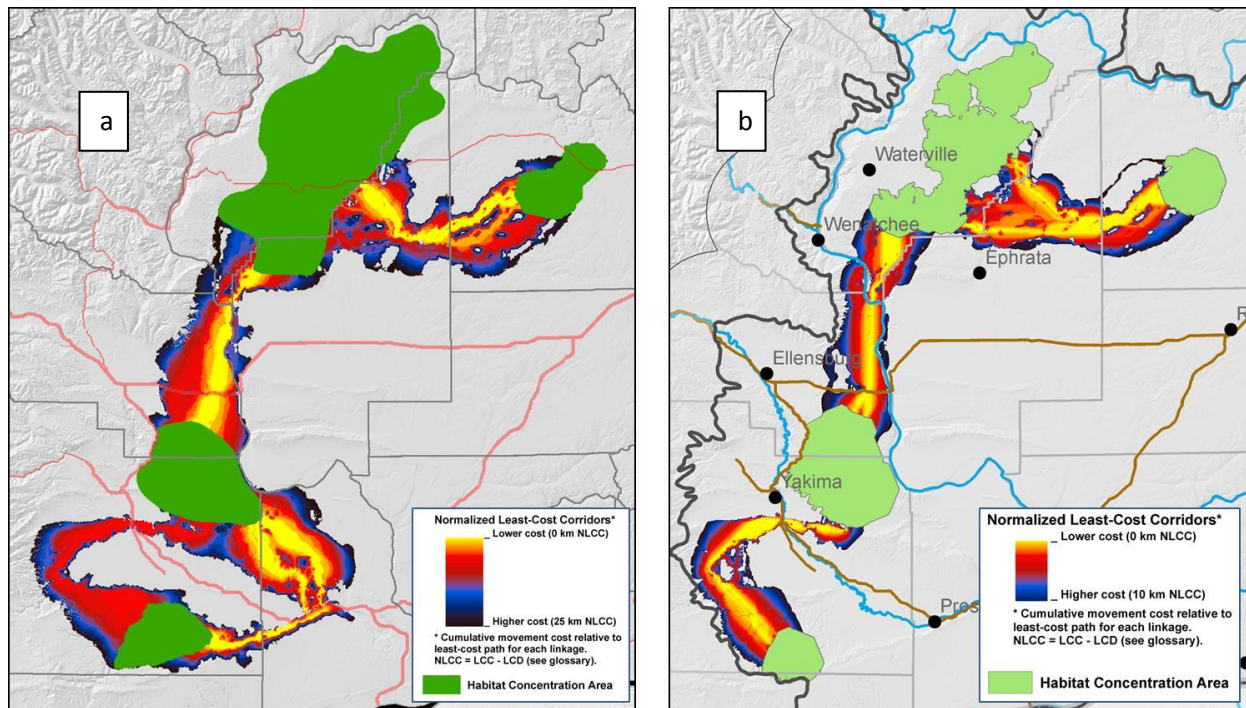 a
Normalized Least-Cost Corridors*
_ Lower cost (0 km NLCC)
_ Higher cost (25 km NLCC)
* Cumulative movement cost relative to
least-cost path for each linkage.
NLCC = LCC - LCD (see glossary).
Habitat Concentration Area
b
Waterville
Wenatchee
Ephrata
R
Ellensburg
Yakima
Pros
Normalized Least-Cost Corridors*
_ Lower cost (0 km NLCC)
_ Higher cost (10 km NLCC)
* Cumulative movement cost relative to
least-cost path for each linkage.
NLCC = LCC - LCD (see glossary).
Habitat Concentration Area